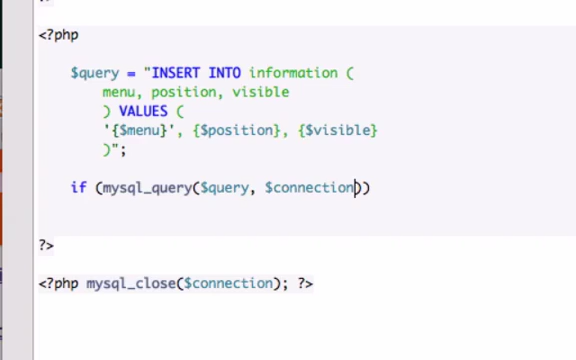 <?php
$query = "INSERT INTO information (
menu, position, visible
) VALUES (
'{$menu}', {$position}, {$visible}
)";
if (mysql_query($query, $connection))
?>
<?php mysql_close($connection); ?>